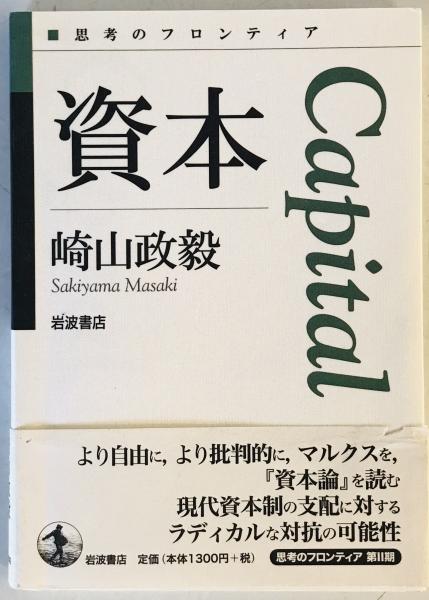 ■ 思考のフロンティア
資本
Capital
崎山政毅
Sakiyama Masaki
岩波書店
より自由に，より批判的に，マルクスを，
『資本論』を読む
現代資本制の支配に対する
ラディカルな対抗の可能性
岩波書店 定価（本体1300円＋税） 思考のフロンティア 第II期